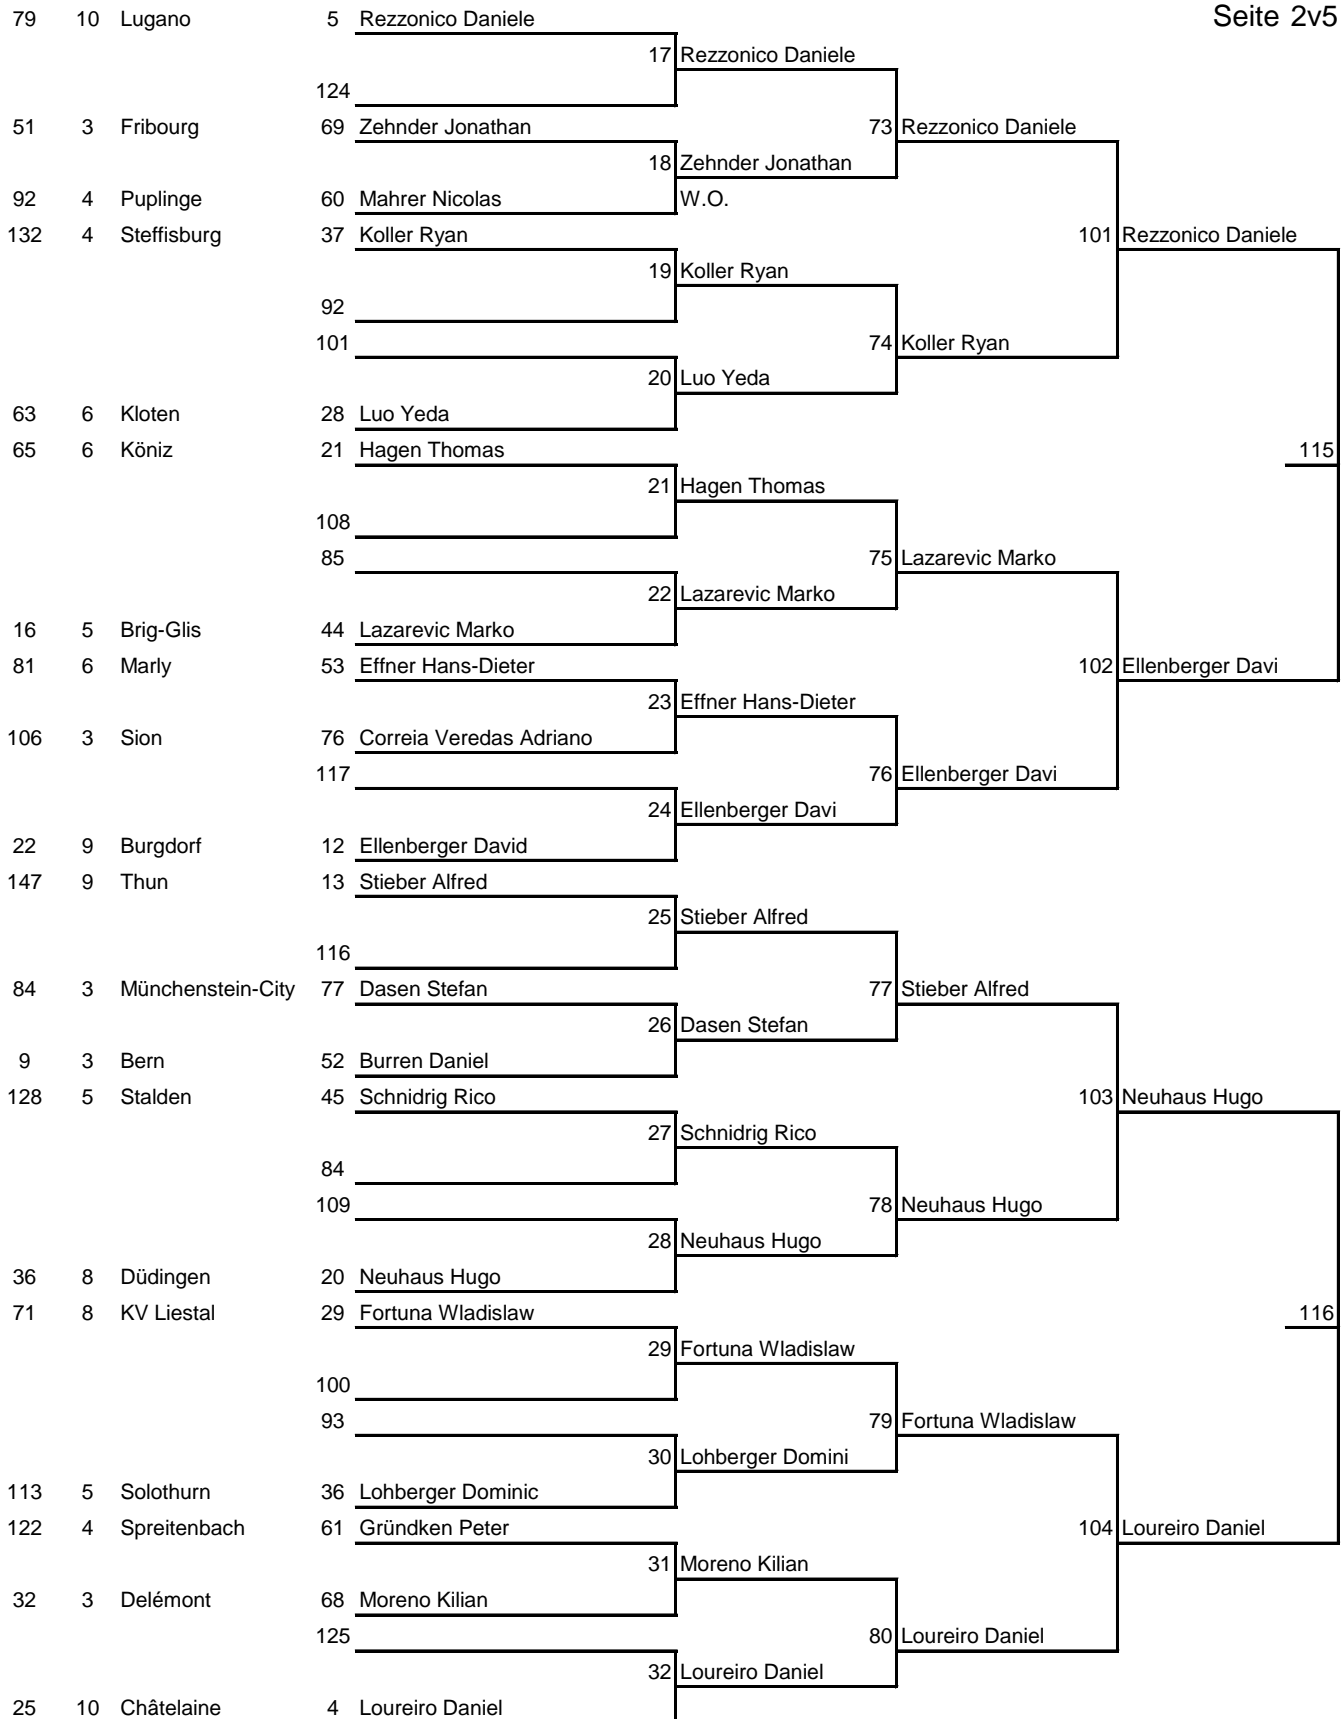 79 10 Lugano 5 Rezzonico Daniele Seite 2v5
17 Rezzonico Daniele
124
51 3 Fribourg 69 Zehnder Jonathan 73 Rezzonico Daniele
18 Zehnder Jonathan
92 4 Puplinge 60 Mahrer Nicolas W.O.
132 4 Steffisburg 37 Koller Ryan 101 Rezzonico Daniele
19 Koller Ryan
92
101 74 Koller Ryan
20 Luo Yeda
63 6 Kloten 28 Luo Yeda
65 6 Köniz 21 Hagen Thomas 115
21 Hagen Thomas
108
85 75 Lazarevic Marko
22 Lazarevic Marko
16 5 Brig-Glis 44 Lazarevic Marko
81 6 Marly 53 Effner Hans-Dieter 102 Ellenberger Davi
23 Effner Hans-Dieter
106 3 Sion 76 Correia Veredas Adriano
117 76 Ellenberger Davi
24 Ellenberger Davi
22 9 Burgdorf 12 Ellenberger David
147 9 Thun 13 Stieber Alfred
25 Stieber Alfred
116
84 3 Münchenstein-City 77 Dasen Stefan 77 Stieber Alfred
26 Dasen Stefan
9 3 Bern 52 Burren Daniel
128 5 Stalden 45 Schnidrig Rico 103 Neuhaus Hugo
27 Schnidrig Rico
84
109 78 Neuhaus Hugo
28 Neuhaus Hugo
36 8 Düdingen 20 Neuhaus Hugo
71 8 KV Liestal 29 Fortuna Wladislaw 116
29 Fortuna Wladislaw
100
93 79 Fortuna Wladislaw
30 Lohberger Domini
113 5 Solothurn 36 Lohberger Dominic
122 4 Spreitenbach 61 Gründken Peter 104 Loureiro Daniel
31 Moreno Kilian
32 3 Delémont 68 Moreno Kilian
125 80 Loureiro Daniel
32 Loureiro Daniel
25 10 Châtelaine 4 Loureiro Daniel